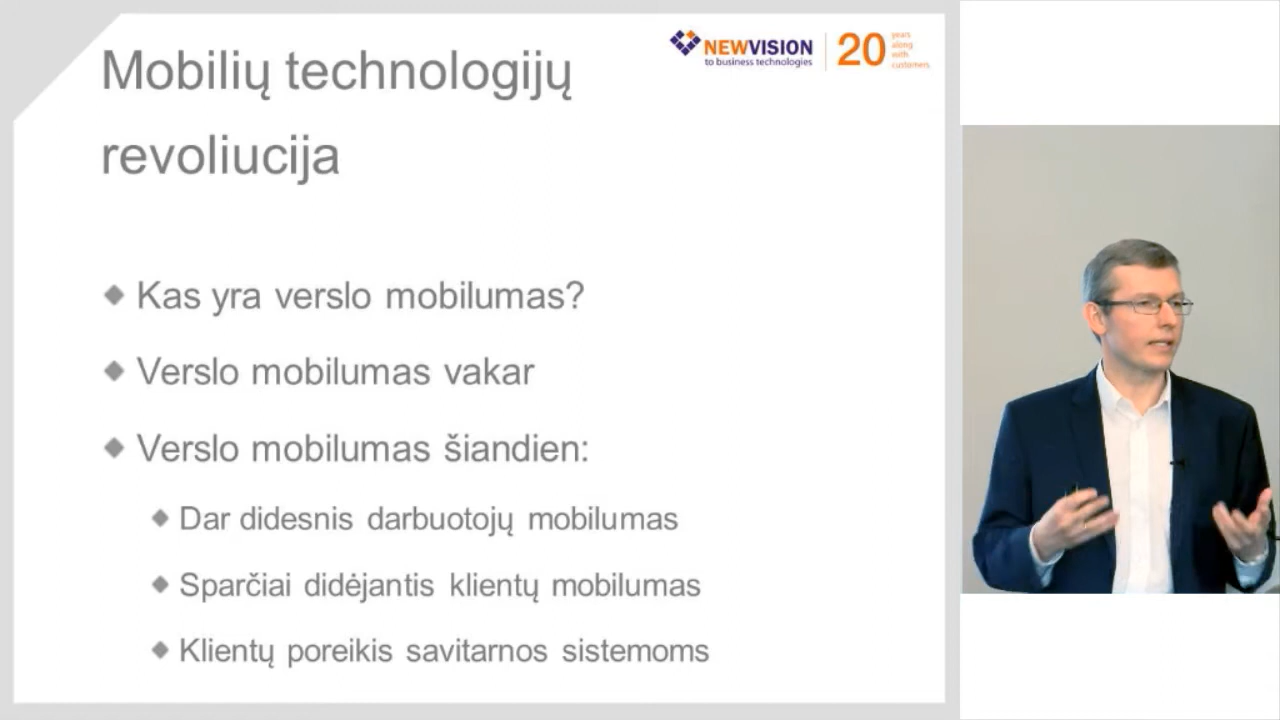 Mobilių technologijų
revoliucija
NEWVISION
to business technologies
20
years
along
with
customers
Kas yra verslo mobilumas?
Verslo mobilumas vakar
Verslo mobilumas šiandien:
Dar didesnis darbuotojų mobilumas
Sparčiai didėjantis klientų mobilumas
Klientų poreikis savitarnos sistemoms